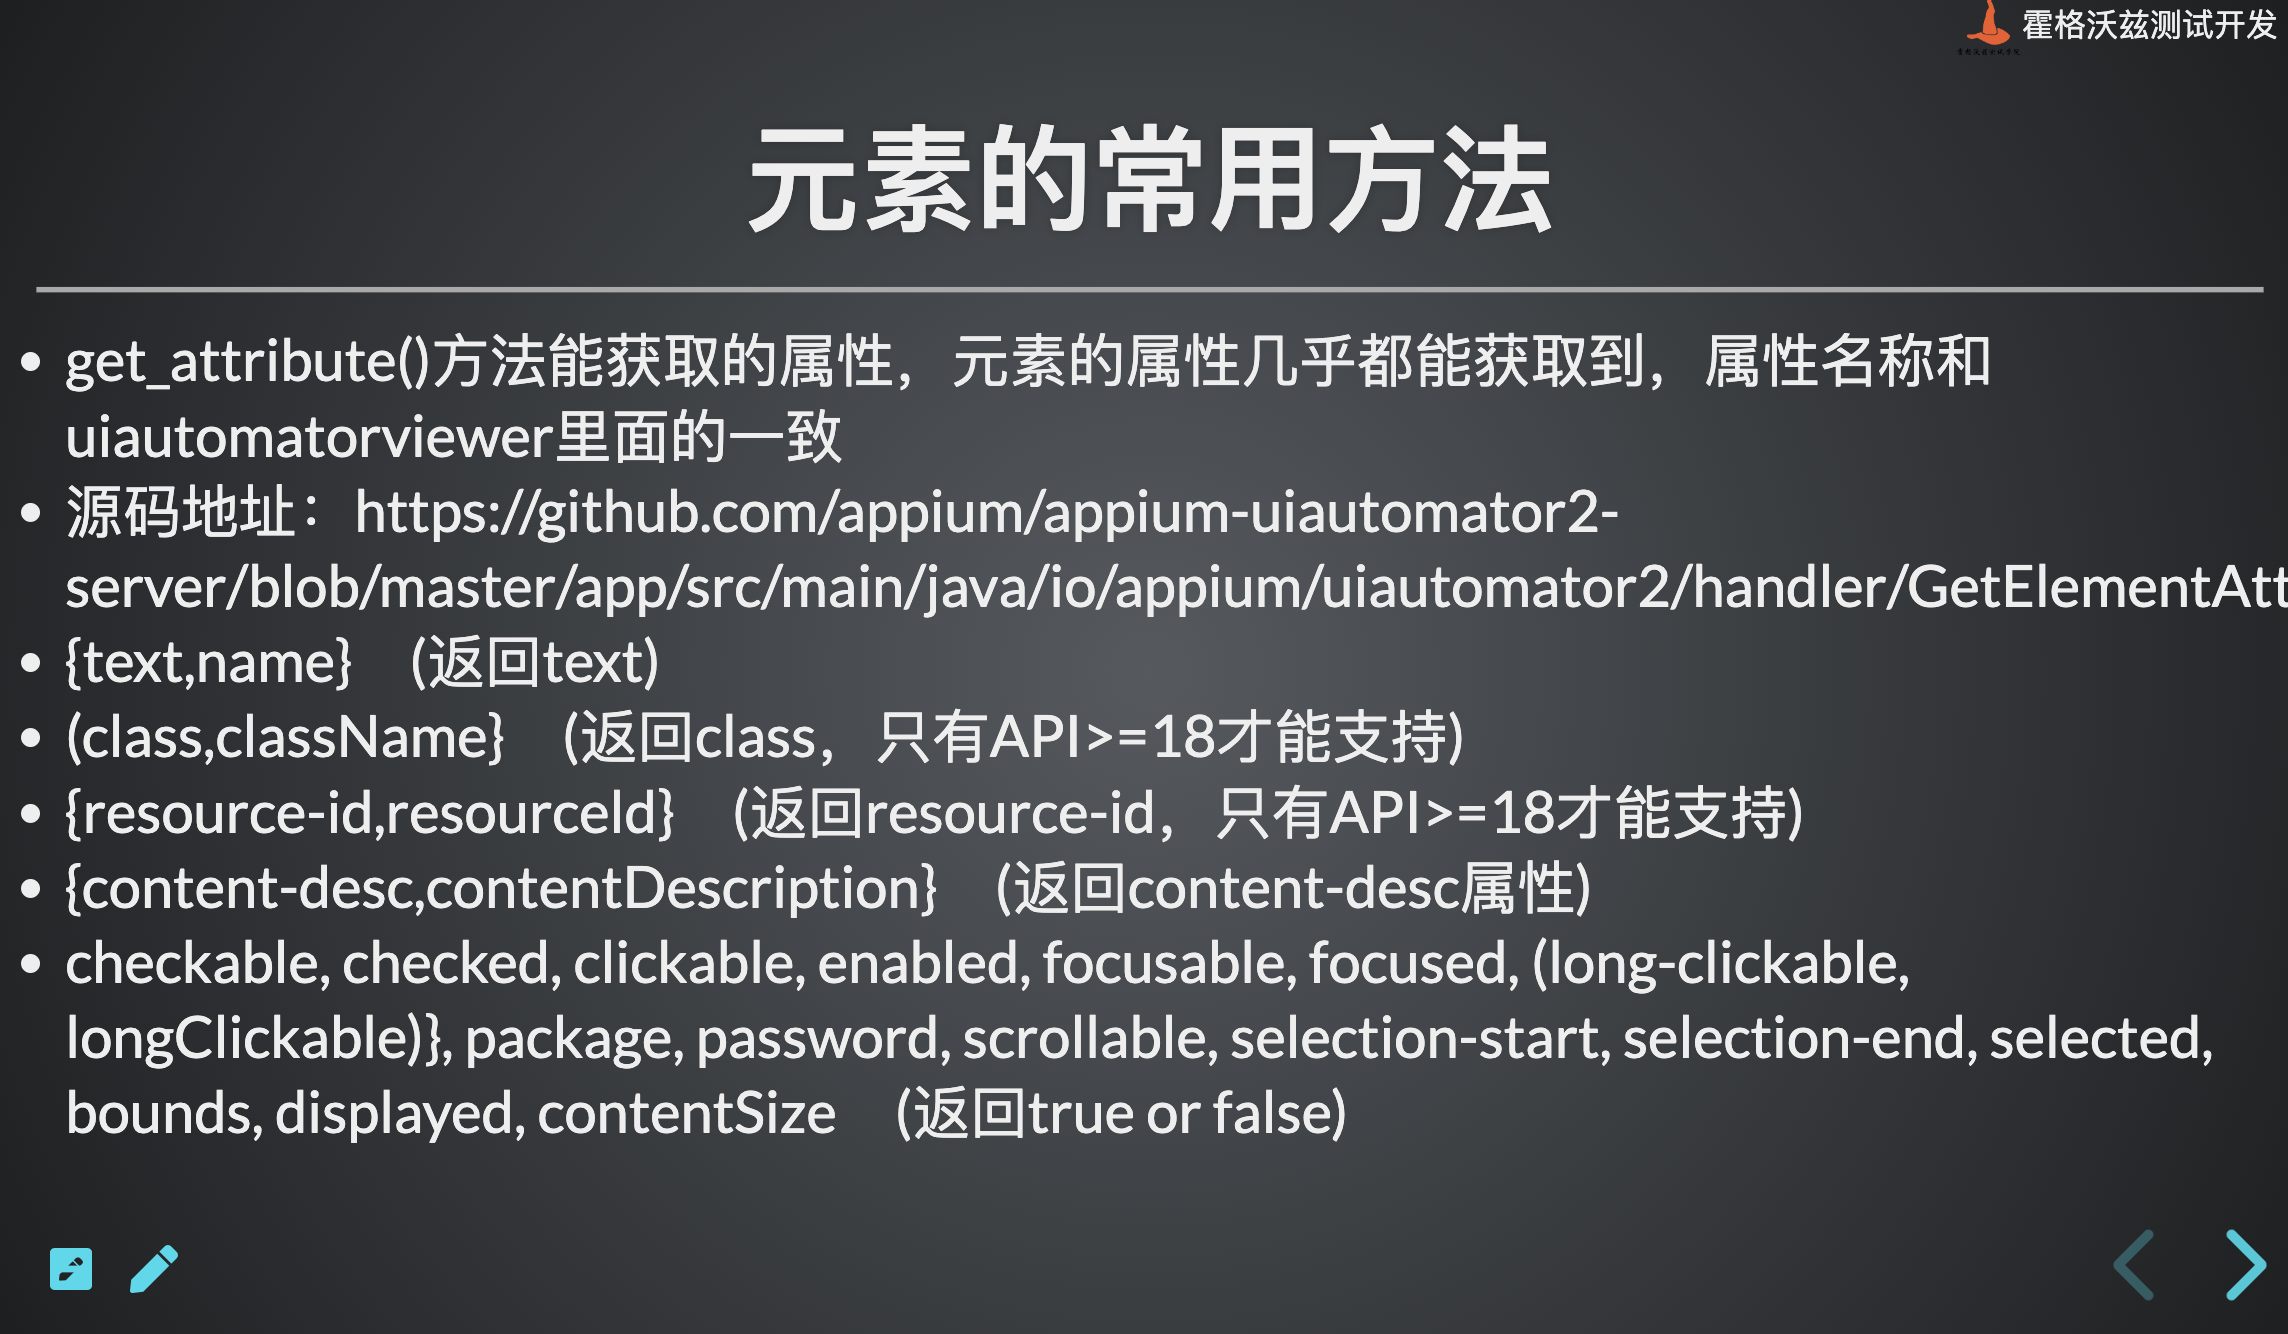 霍格沃兹测试开发
元素的常用方法
get_attribute()方法能获取的属性，元素的属性几乎都能获取到，属性名称和
uiautomatorviewer里面的一致
源码地址：https://github.com/appium/appium-uiautomator2-
server/blob/master/app/src/main/java/io/appium/uiautomator2/handler/GetElementAtt
{text,name} (返回text)
(class,className} (返回class，只有API>=18才能支持)
{resource-id,resourceId} (返回resource-id，只有API>=18才能支持)
{content-desc,contentDescription} (返回content-desc属性)
checkable, checked, clickable, enabled, focusable, focused, (long-clickable,
longClickable)}, package, password, scrollable, selection-start, selection-end, selected,
bounds, displayed, contentSize (返回true or false)